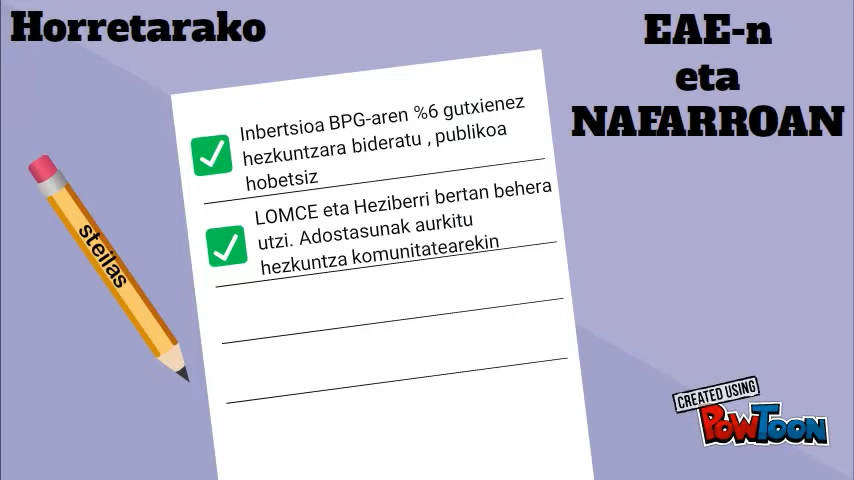 Horretarako
EAE-n
eta
NAFARROAN
Inbertsioa BPG-aren %6 gutxienez
hezkuntzara bideratu , publikoa
hobetsiz
LOMCE eta Heziberri bertan behera
utzi. Adostasunak aurkitu
hezkuntza komunitatearekin
steilas
CREATED USING
POWTOON